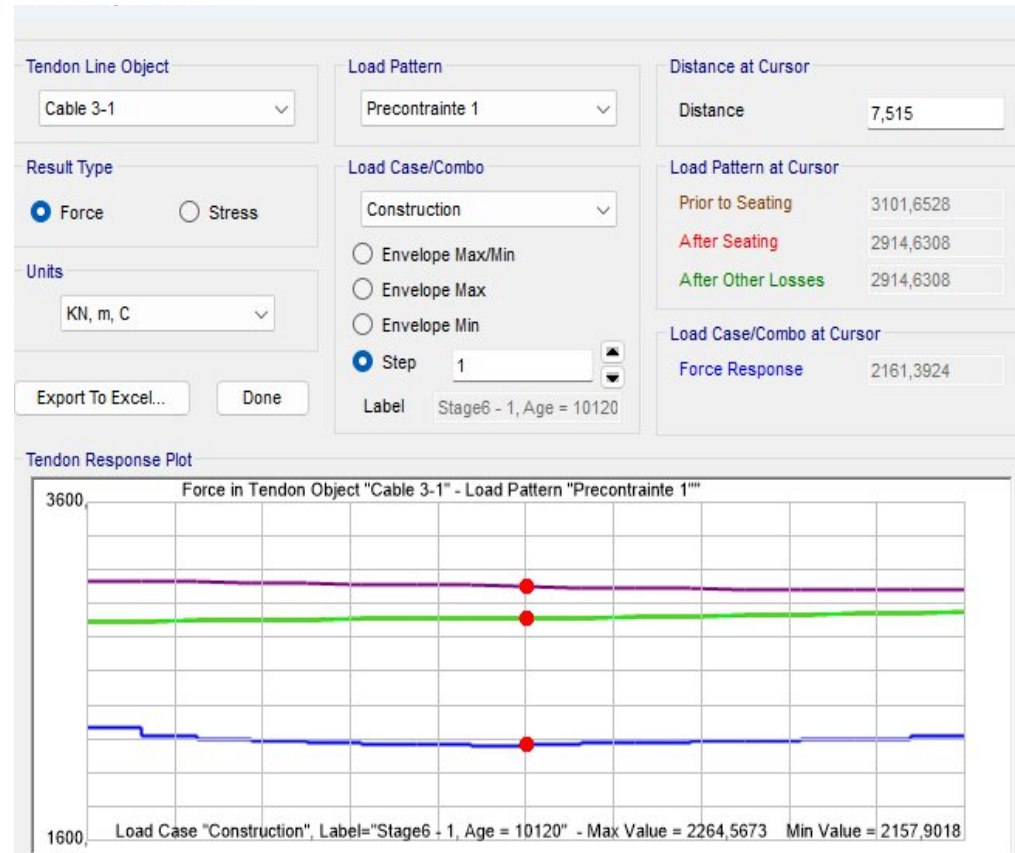 Tendon Line Object
Cable 3-1
Load Pattern
Precontrainte 1
Distance at Cursor
Distance
7,515
Result Type
Force
Stress
Load Case/Combo
Construction
Envelope Max/Min
Envelope Max
Envelope Min
Step
1
Label
Stage6 - 1, Age = 10120
Load Pattern at Cursor
Prior to Seating
3101,6528
After Seating
2914,6308
After Other Losses
2914,6308
Units
KN, m, C
Load Case/Combo at Cursor
Force Response
2161,3924
Export To Excel...
Done
Tendon Response Plot
3600,
Force in Tendon Object "Cable 3-1" - Load Pattern "Precontrainte 1""
1600,
Load Case "Construction", Label="Stage6 - 1, Age = 10120" - Max Value = 2264,5673 Min Value = 2157,9018